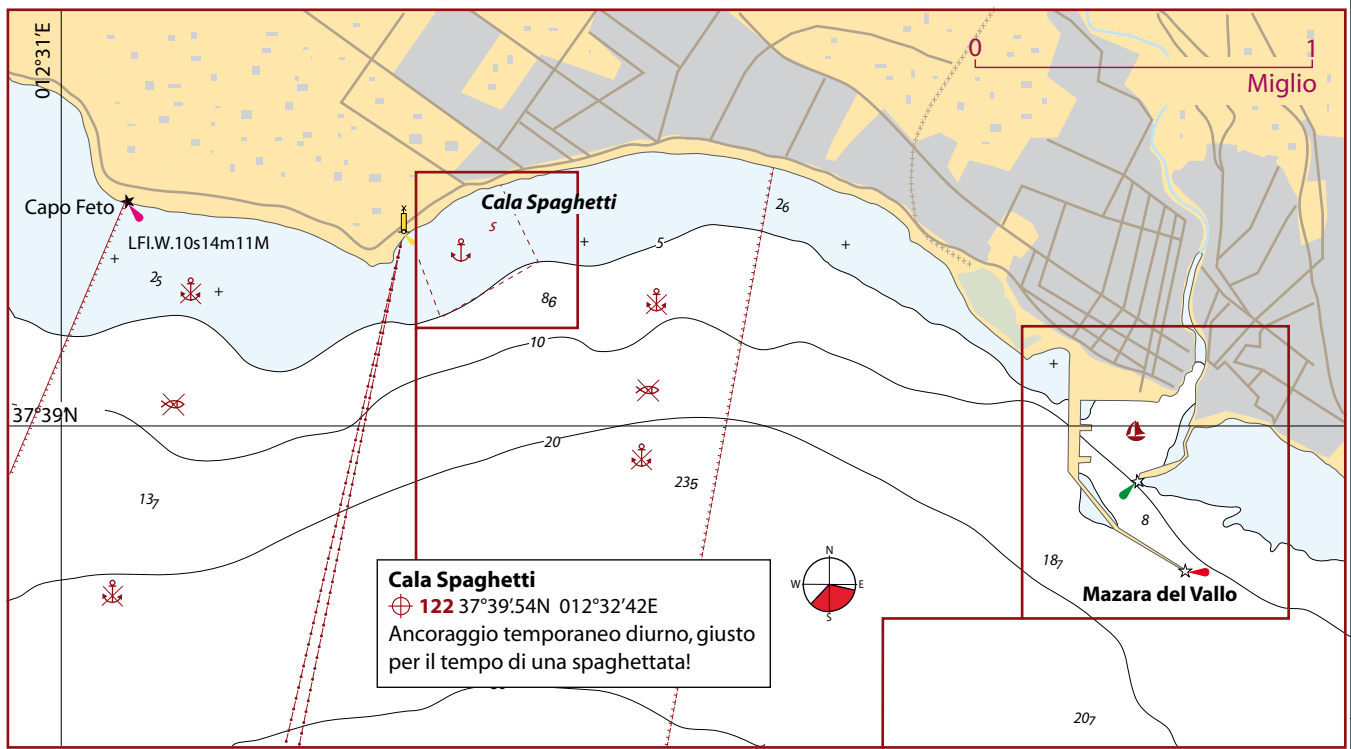 012°31'E
0 1
Miglio
Capo Feto
LFl.W.10s14m11M
Cala Spaghetti
S
26
5
25
86
10
37°39N
20
137
235
8
187
Mazara del Vallo
N
W E
S
Cala Spaghetti
122 37°39'.54N 012°32'42E
Ancoraggio temporaneo diurno, giusto
per il tempo di una spaghettata!
207